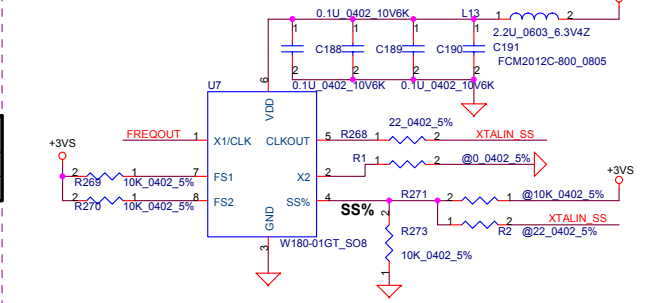 0.1U_0402_10V6K
L13
1
2
1
1
1
1
2.2U_0603_6.3V4Z
C188
C189
C190
C191
FCM2012C-800_0805
2
2
2
2
0.1U_0402_10V6K
0.1U_0402_10V6K
U7
6
VDD
FREQOUT
1
X1/CLK
CLKOUT
5
R268
1
22_0402_5%
2
XTALIN_SS
+3VS
R1
1
2
@0_0402_5%
X2
2
2
1
7
FS1
R269
10K_0402_5%
+3VS
2
1
8
FS2
R270
10K_0402_5%
SS%
4
SS%
R271
2
1
@10K_0402_5%
GND
3
W180-01GT_SO8
2
R273
10K_0402_5%
1
1
2
XTALIN_SS
R2
@22_0402_5%